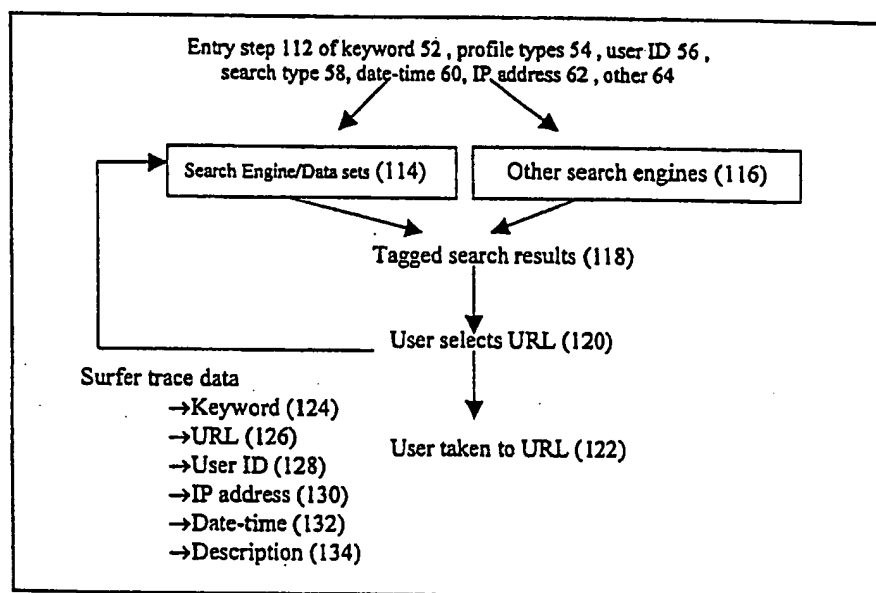 Entry step 112 of keyword 52 , profile types 54 , user ID 56 ,
search type 58, date-time 60, IP address 62 , other 64
Search Engine/Data sets (114)
Other search engines (116)
Tagged search results (118)
User selects URL (120)
Surfer trace data
→Keyword (124)
→URL (126)
User taken to URL (122)
→User ID (128)
→IP address (130)
→Date-time (132)
→Description (134)